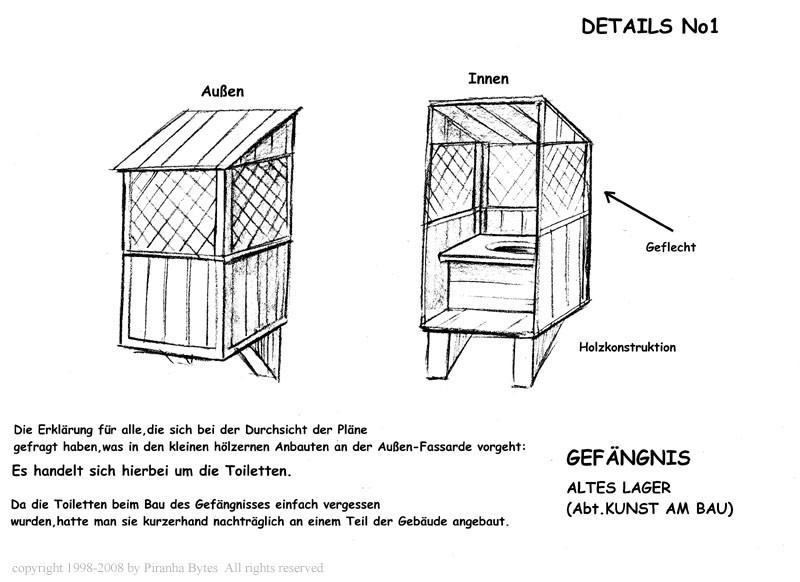 DETAILS No1
Außen
Innen
Geflecht
Holzkonstruktion
Die Erklärung für alle,die sich bei der Durchsicht der Pläne
gefragt haben,was in den kleinen hölzernen Anbauten an der Außen-Fassarde vorgeht:
Es handelt sich hierbei um die Toiletten.
Da die Toiletten beim Bau des Gefängnisses einfach vergessen
wurden,hatte man sie kurzerhand nachträglich an einem Teil der Gebäude angebaut.
GEFÄNGNIS
ALTES LAGER
(Abt.KUNST AM BAU)
copyright 1998-2008 by Piranha Bytes All rights reserved